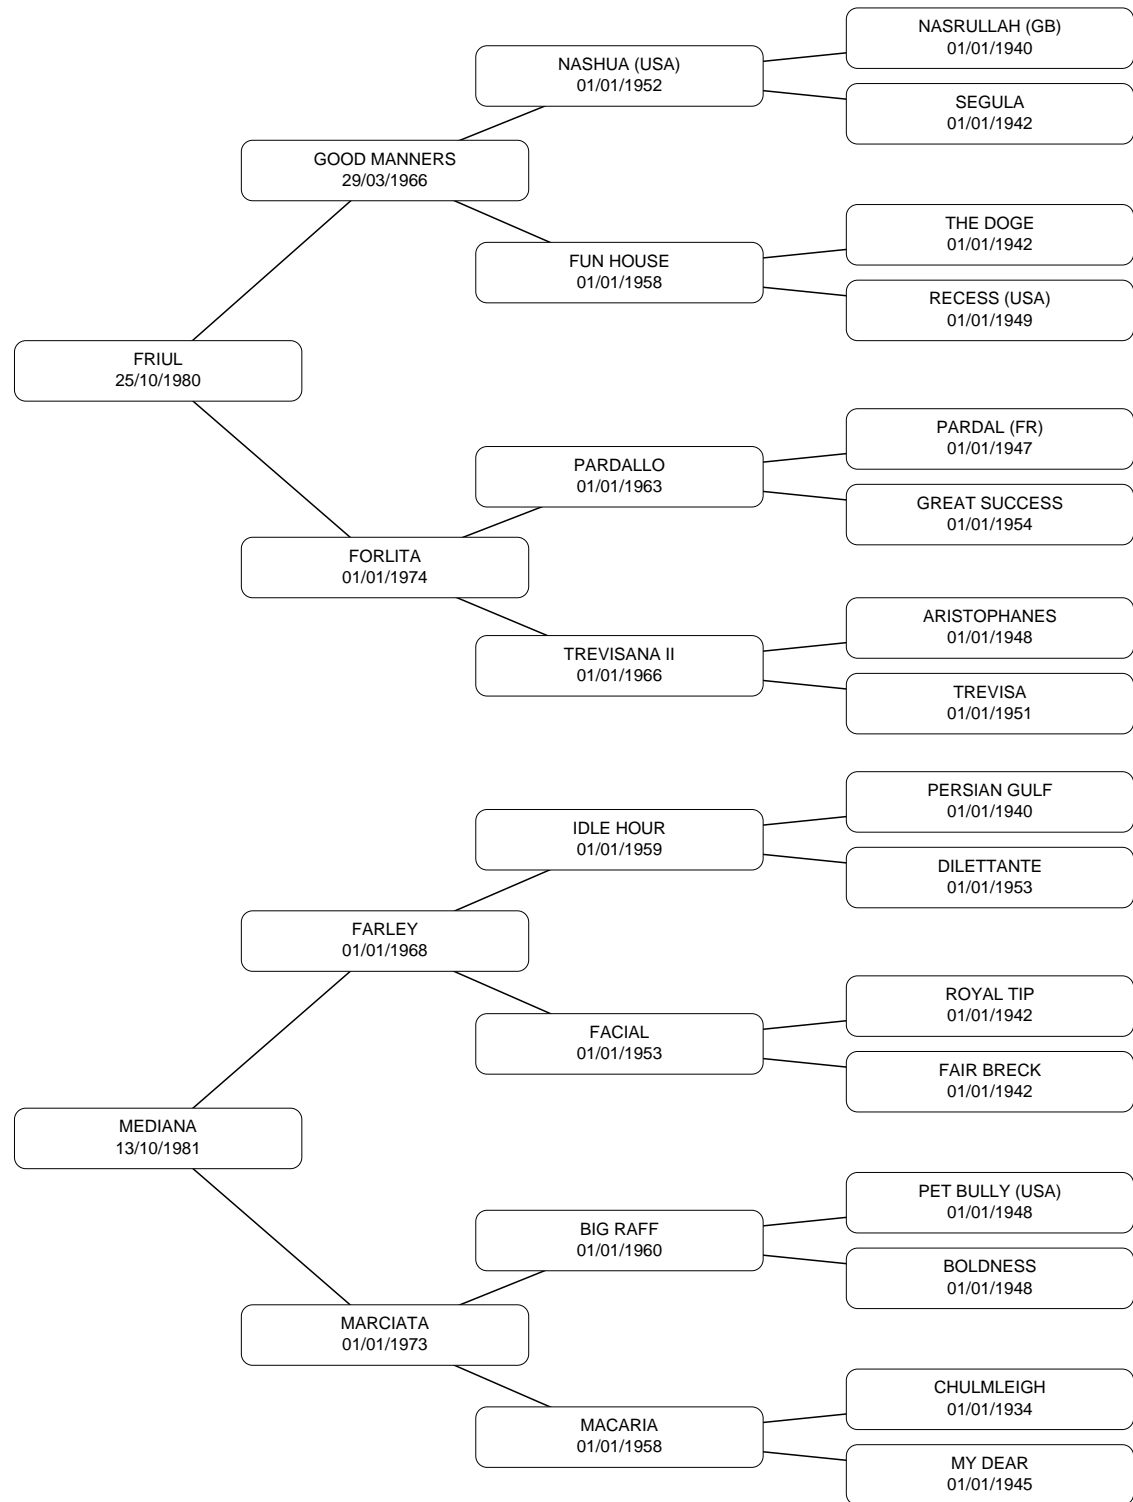 NASRULLAH (GB)
01/01/1940
NASHUA (USA)
01/01/1952
SEGULA
01/01/1942
GOOD MANNERS
29/03/1966
THE DOGE
01/01/1942
FUN HOUSE
01/01/1958
RECESS (USA)
01/01/1949
FRIUL
25/10/1980
PARDAL (FR)
01/01/1947
PARDALLO
01/01/1963
GREAT SUCCESS
01/01/1954
FORLITA
01/01/1974
ARISTOPHANES
01/01/1948
TREVISANA II
01/01/1966
TREVISA
01/01/1951
PERSIAN GULF
01/01/1940
IDLE HOUR
01/01/1959
DILETTANTE
01/01/1953
FARLEY
01/01/1968
ROYAL TIP
01/01/1942
FACIAL
01/01/1953
FAIR BRECK
01/01/1942
MEDIANA
13/10/1981
PET BULLY (USA)
01/01/1948
BIG RAFF
01/01/1960
BOLDNESS
01/01/1948
MARCIATA
01/01/1973
CHULMLEIGH
01/01/1934
MACARIA
01/01/1958
MY DEAR
01/01/1945